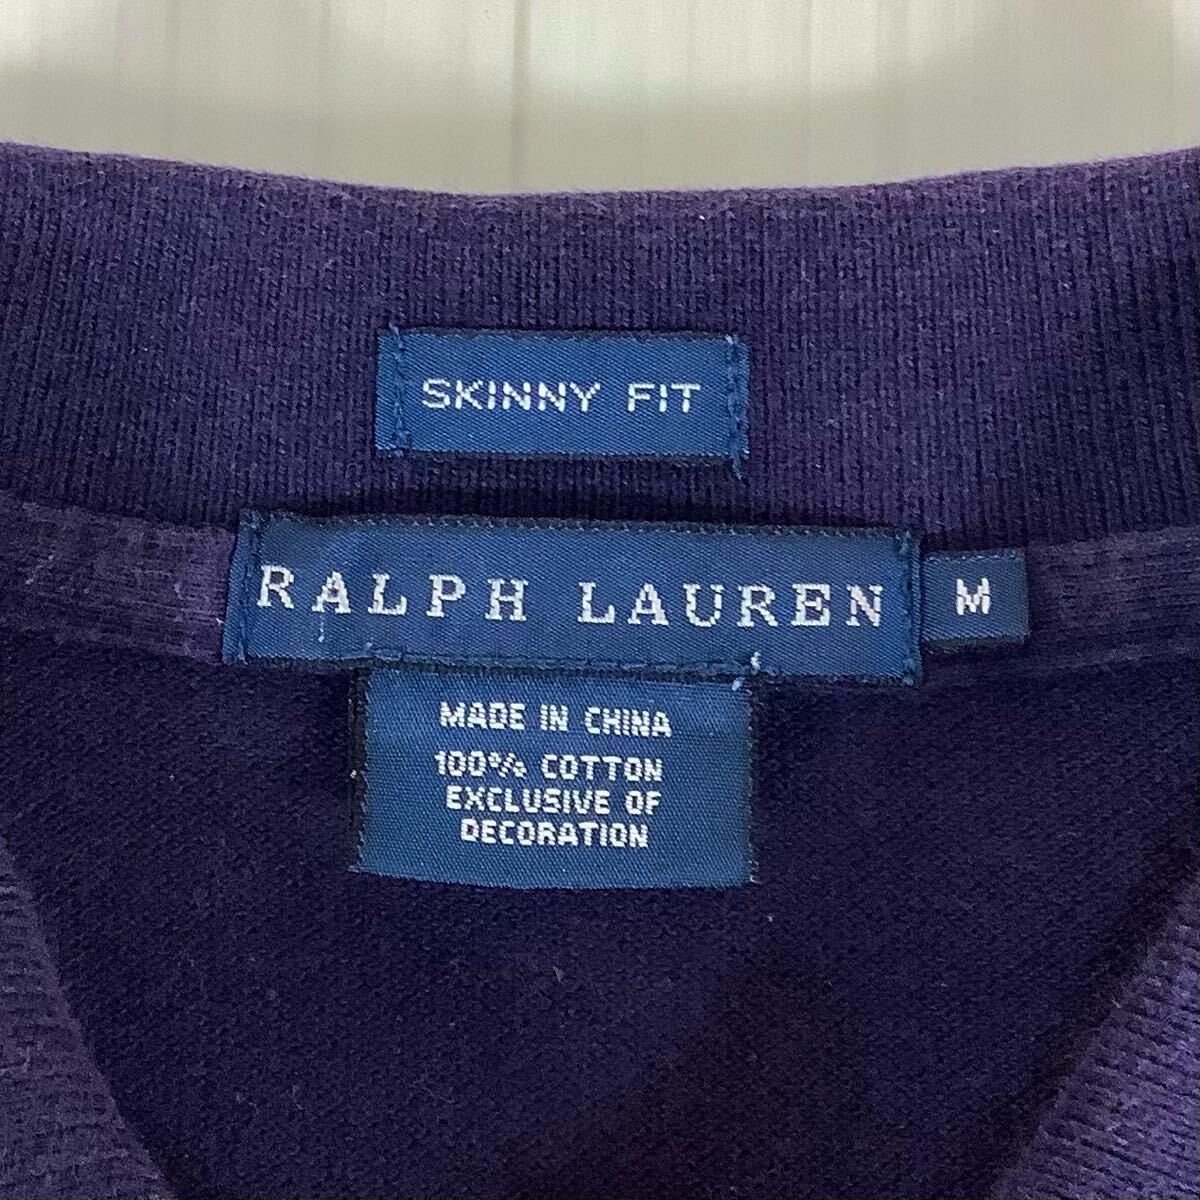 SKINNY FIT
RALPH LAUREN
M
MADE IN CHINA
100% COTTON
EXCLUSIVE OF
DECORATION